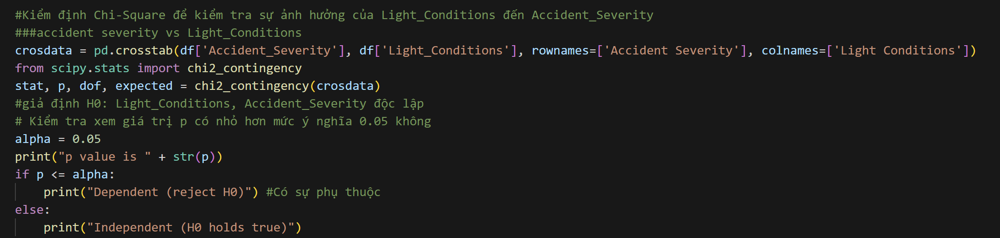 #Kiểm định Chi-Square để kiểm tra sự ảnh hưởng của Light_Conditions đến Accident_Severity
###accident severity vs Light_Conditions
crosdata = pd.crosstab(df['Accident_Severity'], df['Light_Conditions'], rownames=['Accident Severity'], colnames=['Light Conditions'])
from scipy.stats import chi2_contingency
stat, p, dof, expected = chi2_contingency(crosdata)
#giả định H0: Light_Conditions, Accident_Severity độc lập
# Kiểm tra xem giá trị p có nhỏ hơn mức ý nghĩa 0.05 không
alpha = 0.05
print("p value is " + str(p))
if p <= alpha:
    print("Dependent (reject H0)") #Có sự phụ thuộc
else:
    print("Independent (H0 holds true)")